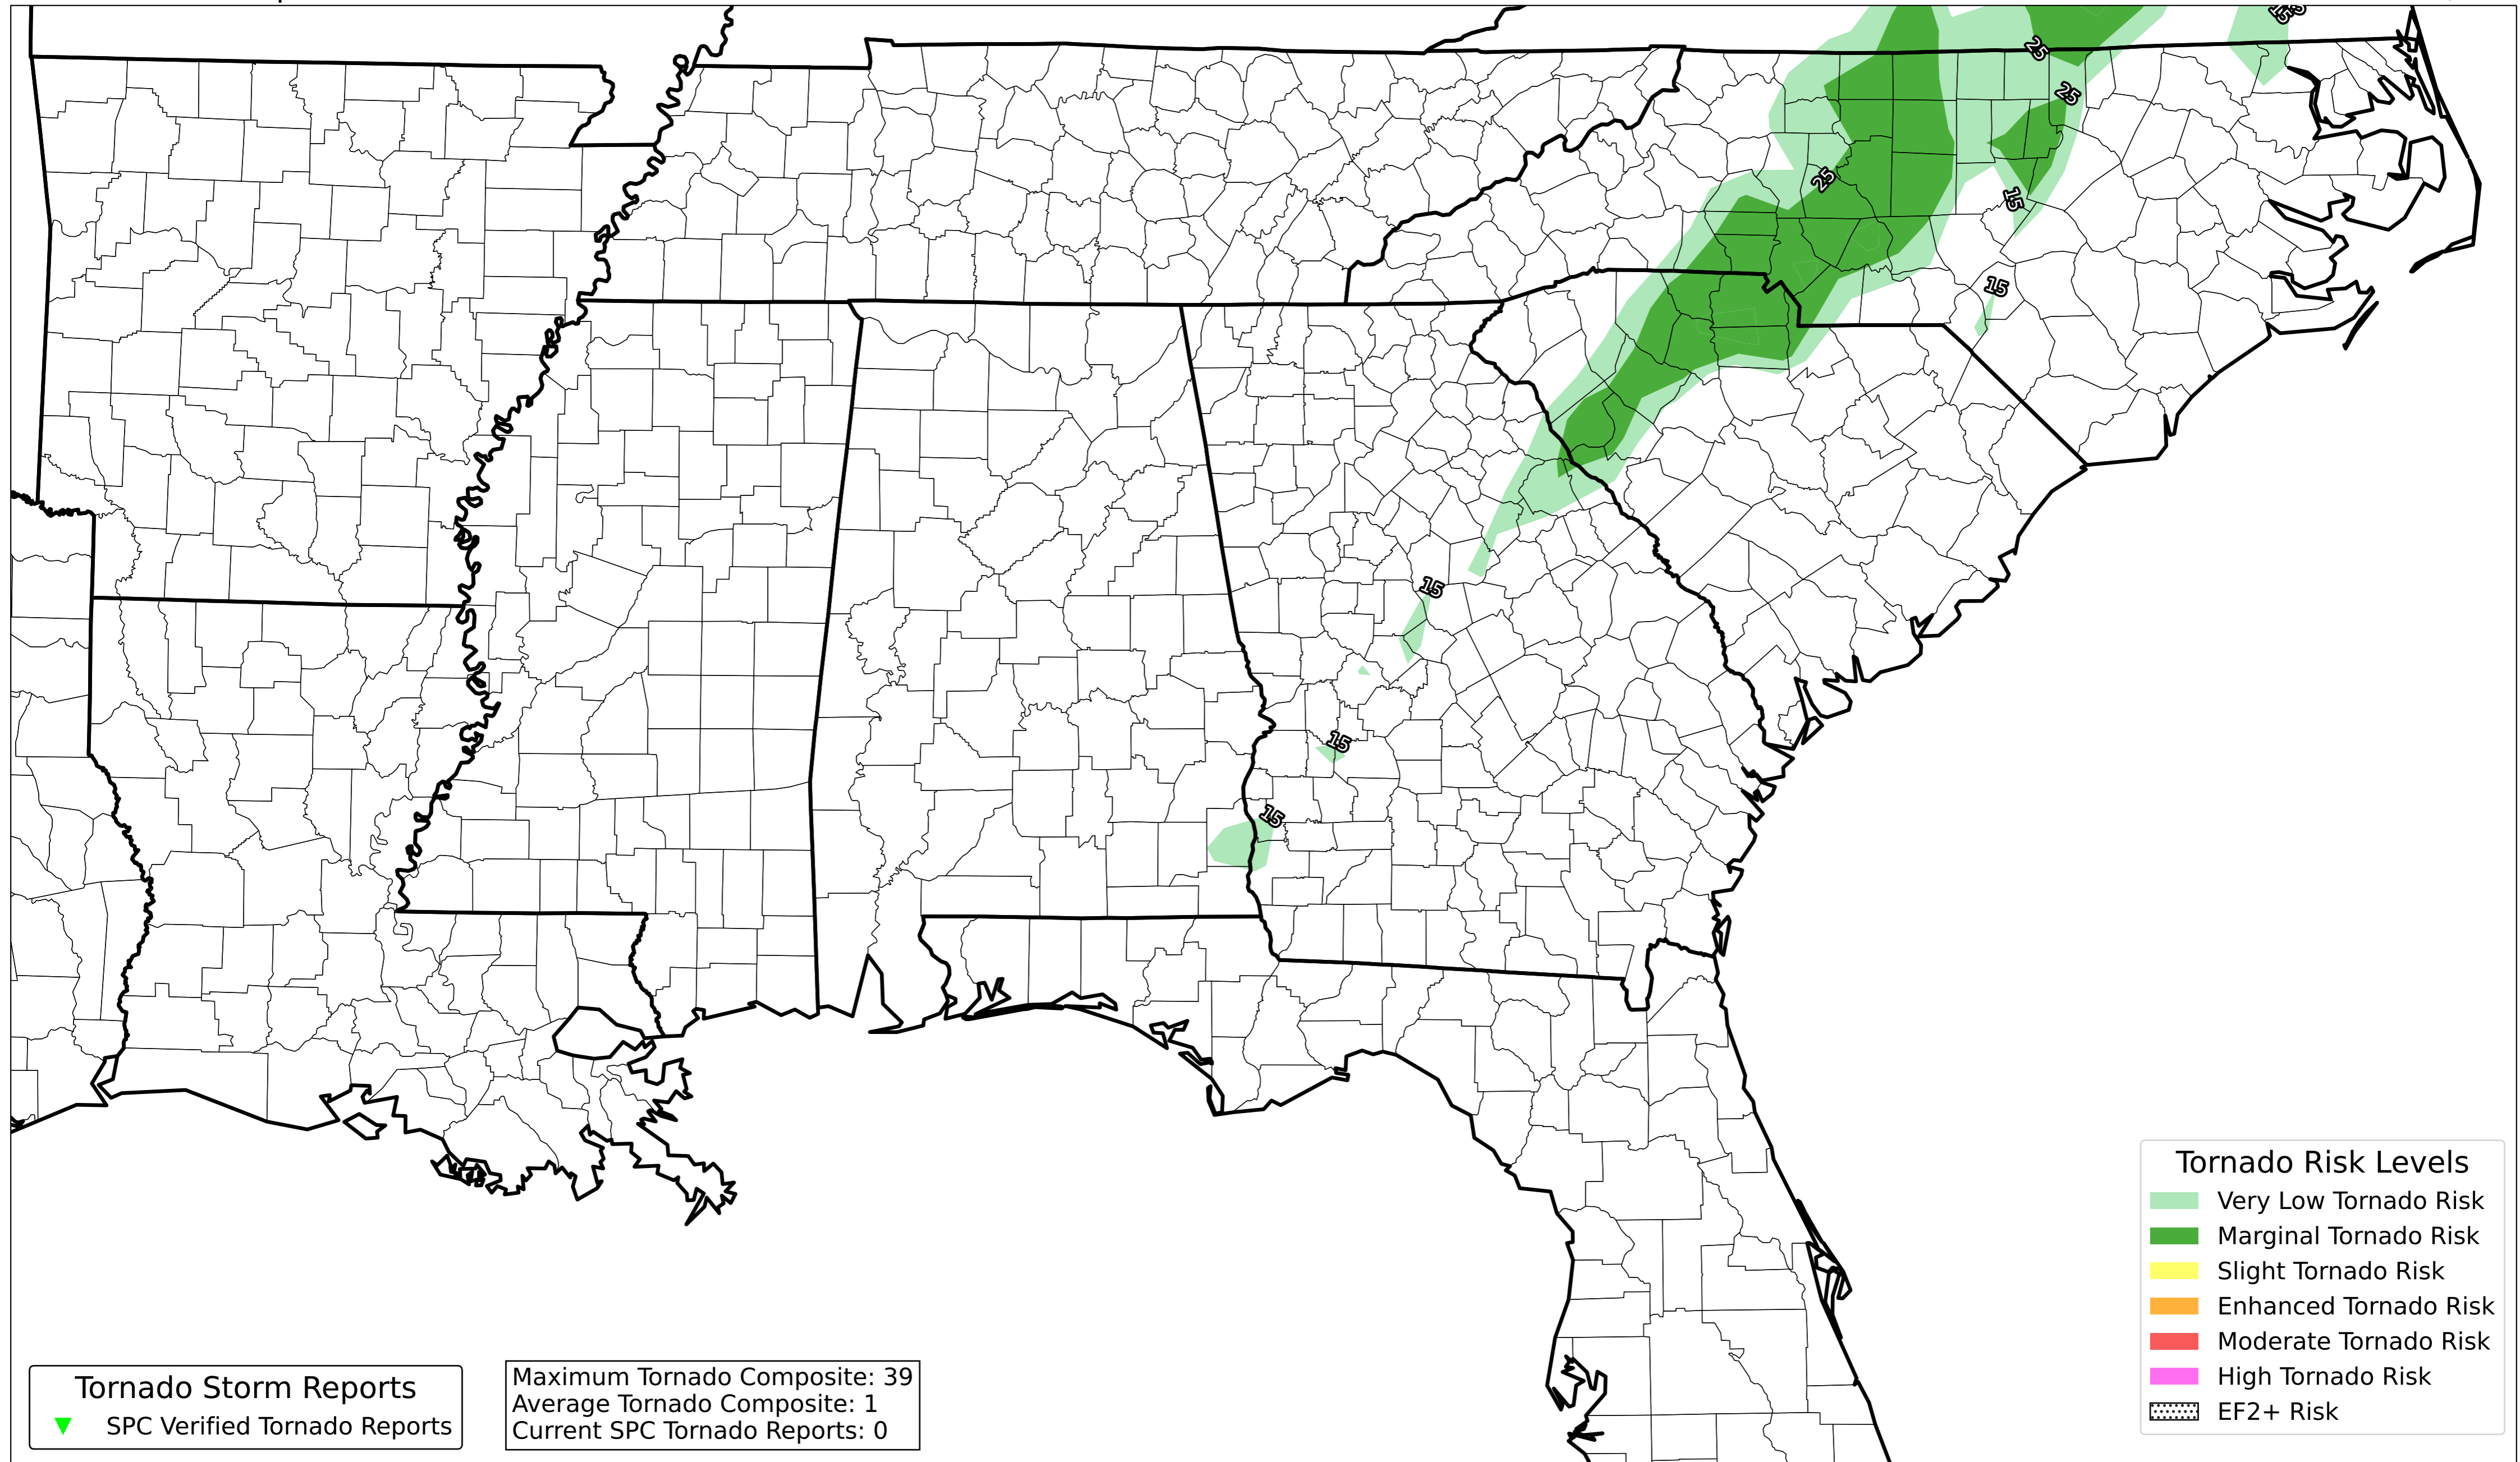 25
25
25
15
15
15
15
15
Tornado Risk Levels
Very Low Tornado Risk
Marginal Tornado Risk
Slight Tornado Risk
Enhanced Tornado Risk
Moderate Tornado Risk
High Tornado Risk
EF2+ Risk
Tornado Storm Reports
SPC Verified Tornado Reports
Maximum Tornado Composite: 39
Average Tornado Composite: 1
Current SPC Tornado Reports: 0